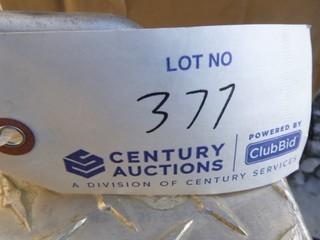 LOT NO
377
CENTURY AUCTIONS
POWERED BY
ClubBid
A DIVISION OF CENTURY SERVICES